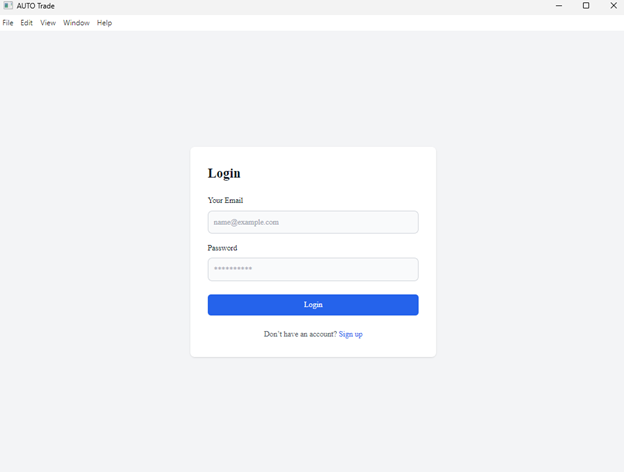 AUTO Trade
File Edit View Window Help
Login
Your Email
name@example.com
Password
**********
Login
Don't have an account? Sign up